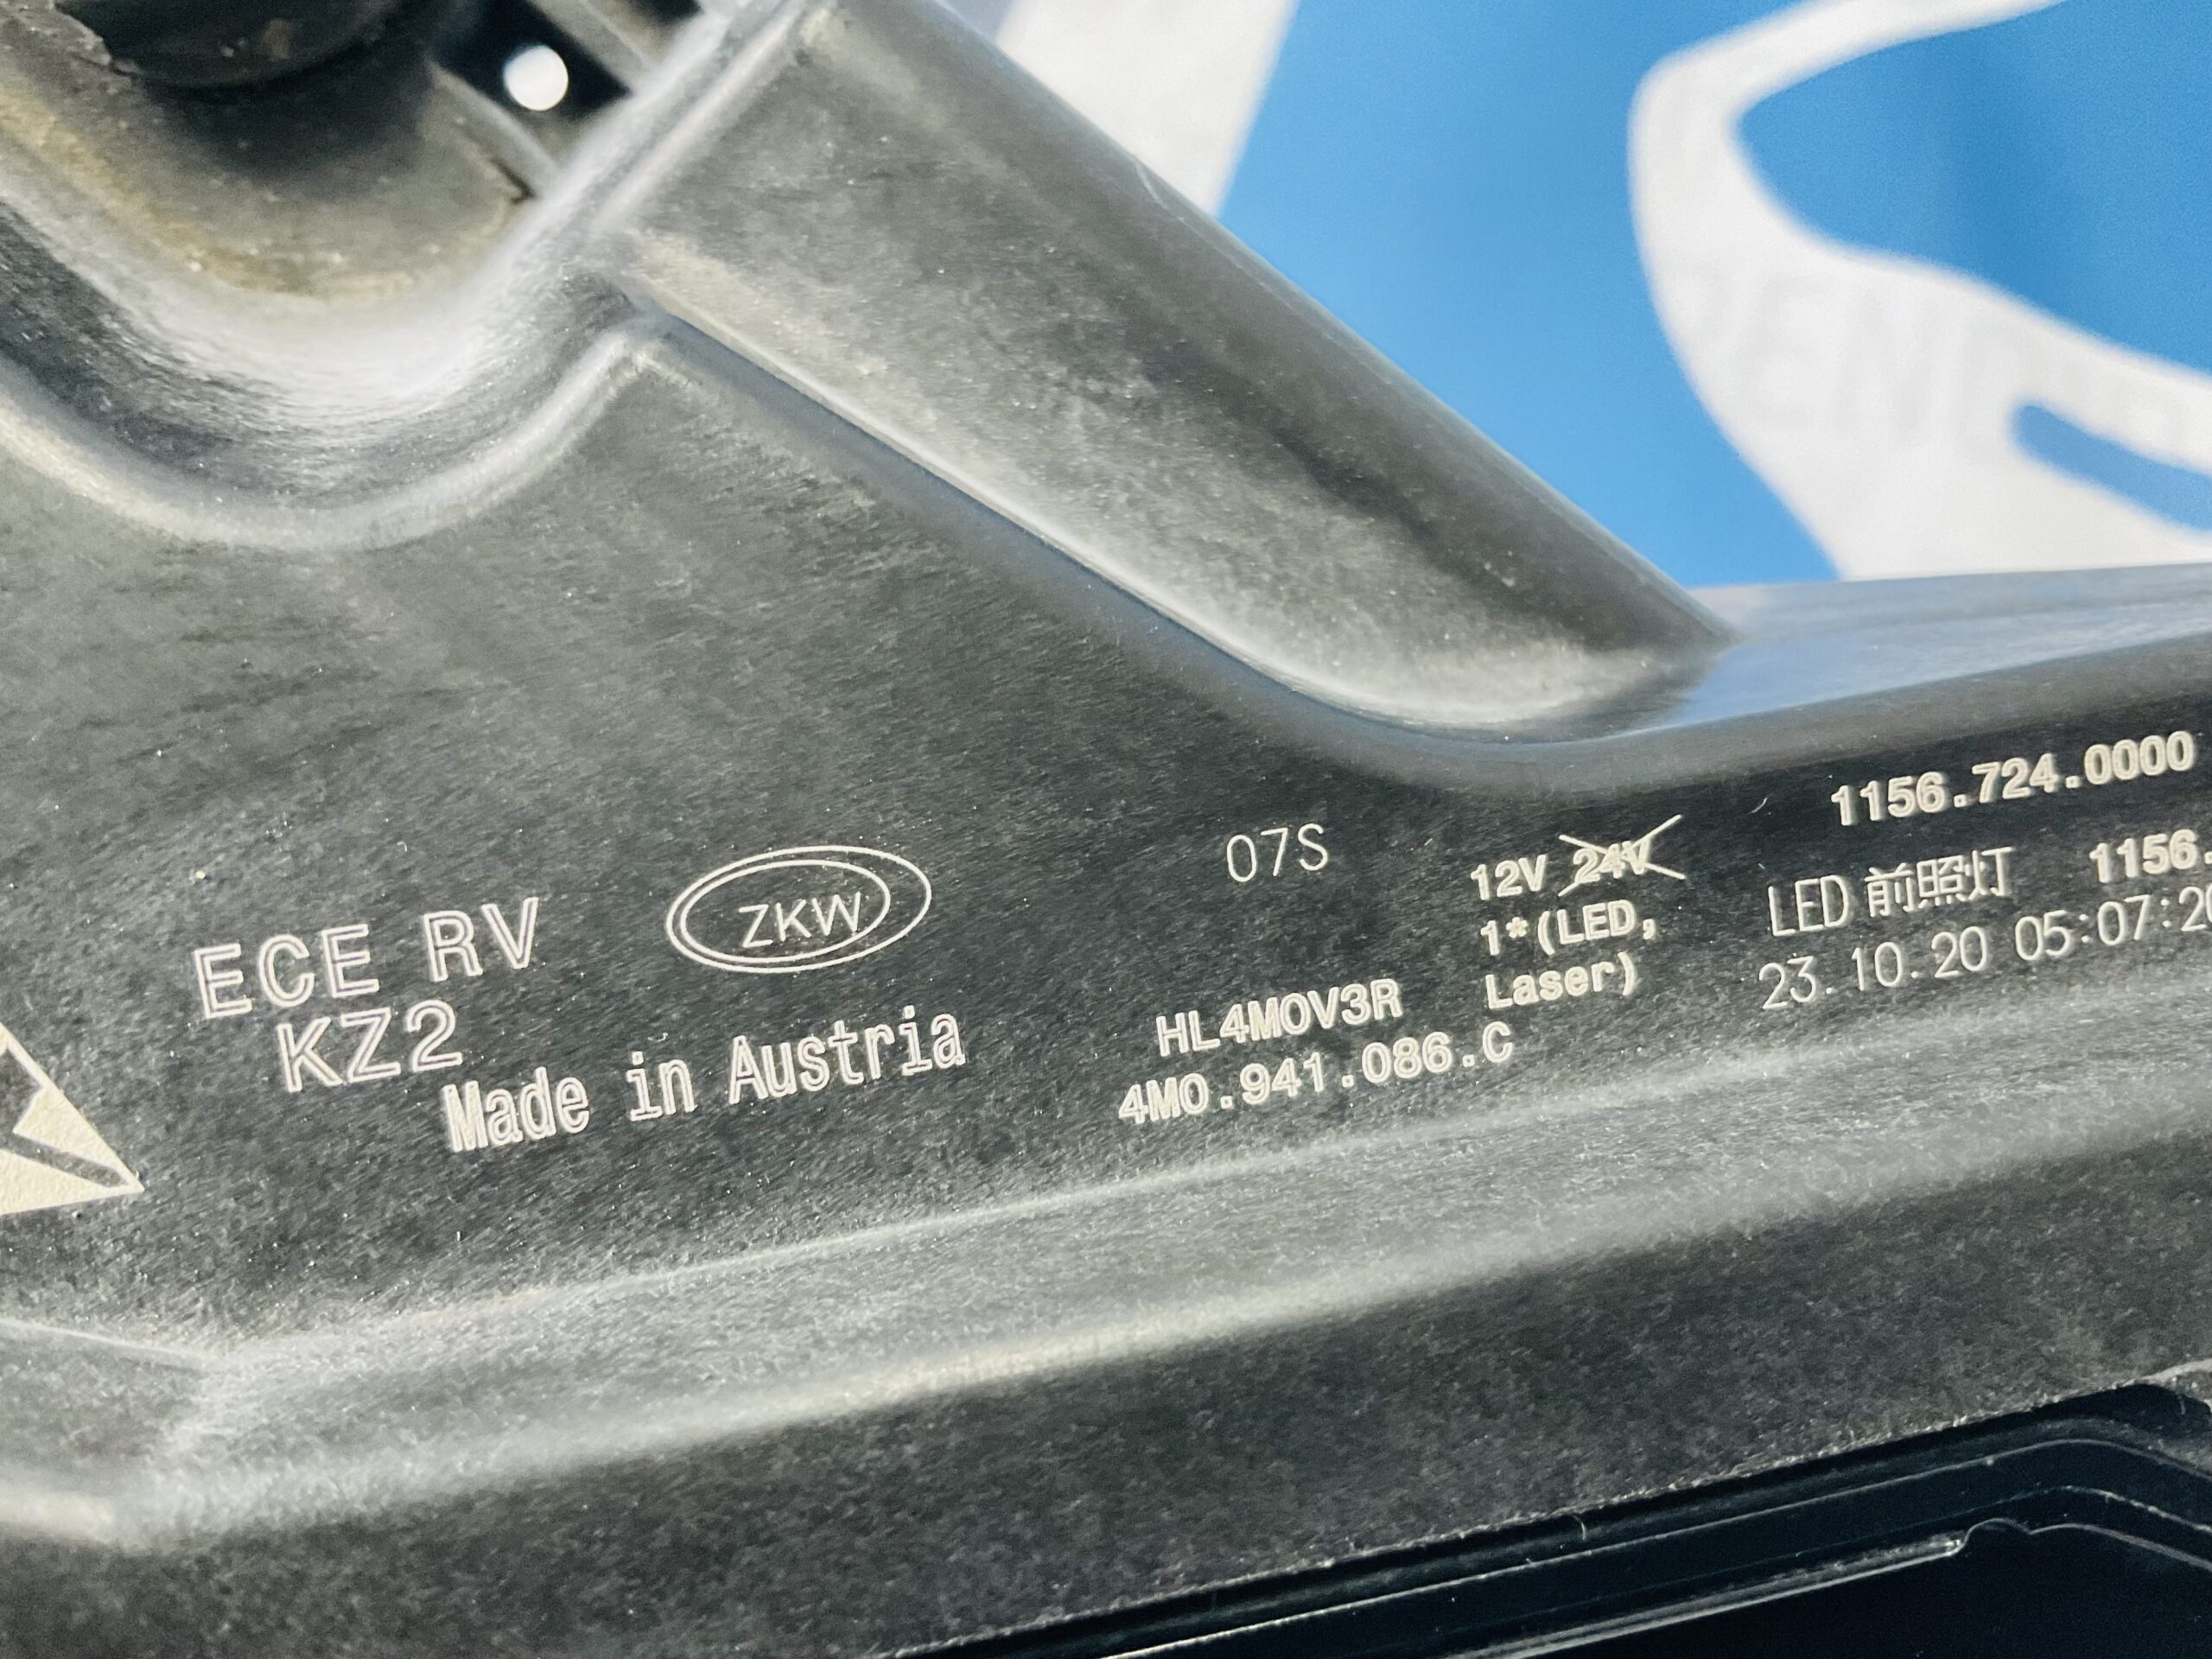 ECE RV
KZ2
ZKW
Made in Austria
07S
HL4M0V3R
4M0.941.086.C
12V 24V
1*(LED,
Laser)
1156.724.0000
LED 前照灯 1156.
23.10.20 05:07:2